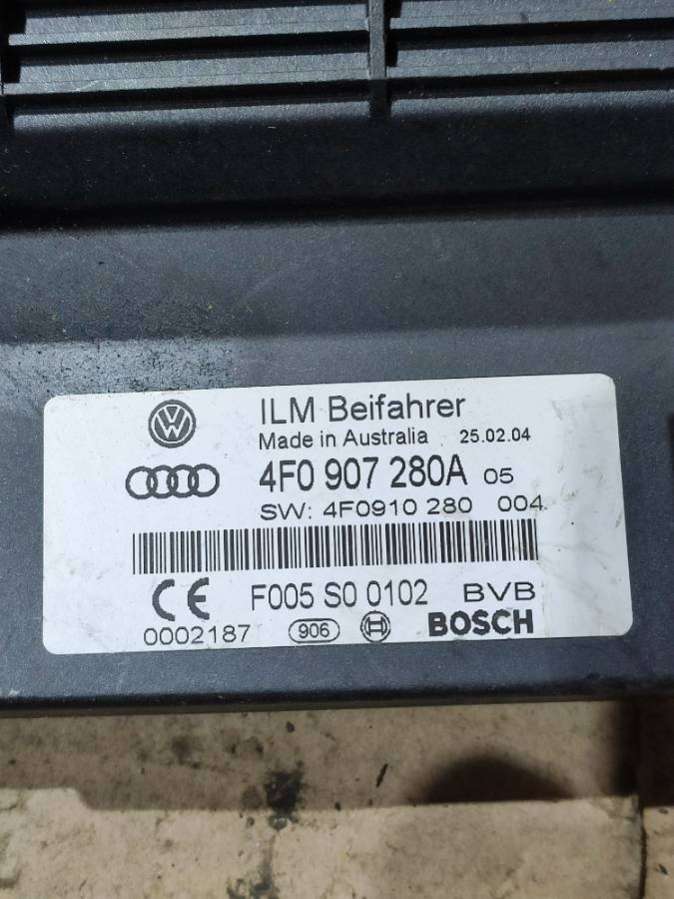 ILM Beifahrer
Made in Australia 25.02.04
4F0 907 280A 05
SW: 4F0910 280 004
CE F005 S0 0102 BVB
0002187 906 BOSCH